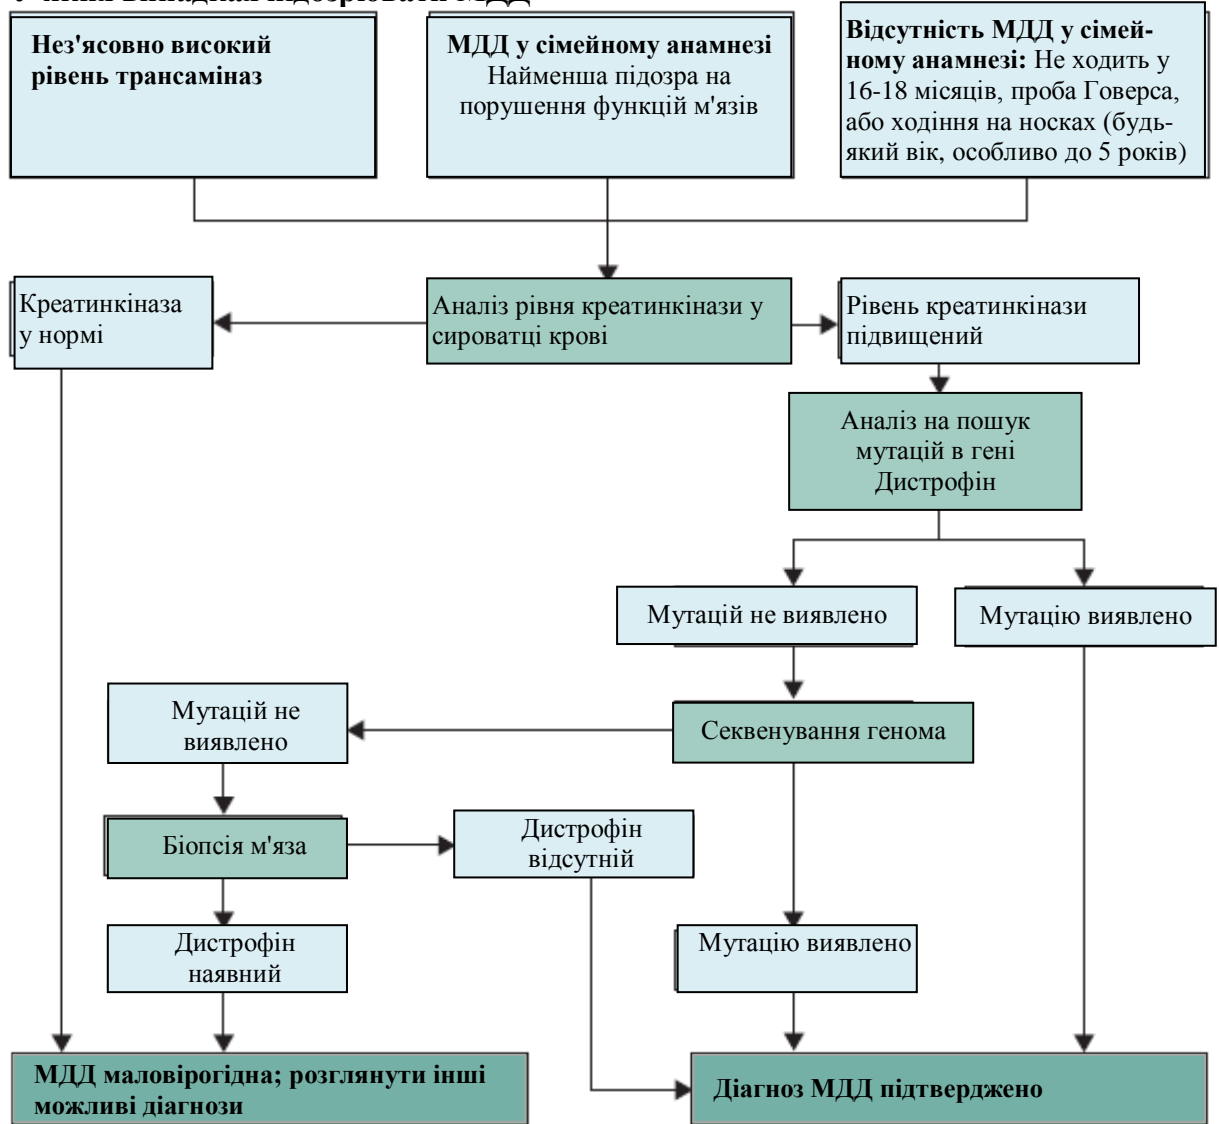 підозрювати МДД
Нез'ясовно високий
рівень трансаміназ
МДД у сімейному анамнезі
Найменша підозра на
порушення функцій м'язів
Відсутність МДД у сімей-
ному анамнезі: Не ходить у
16-18 місяців, проба Говерса,
або ходіння на носках (будь-
який вік, особливо до 5 років)
Креатинкіназа
у нормі
Аналіз рівня креатинкінази у
сироватці крові
Рівень креатинкінази
підвищений
Аналіз на пошук
мутацій в гені
Дистрофін
Мутацій не виявлено
Мутацію виявлено
Мутацій не
виявлено
Секвенування генома
Біопсія м'яза
Дистрофін
відсутній
Дистрофін
наявний
Мутацію виявлено
МДД маловірогідна; розглянути інші
можливі діагнози
Діагноз МДД підтверджено